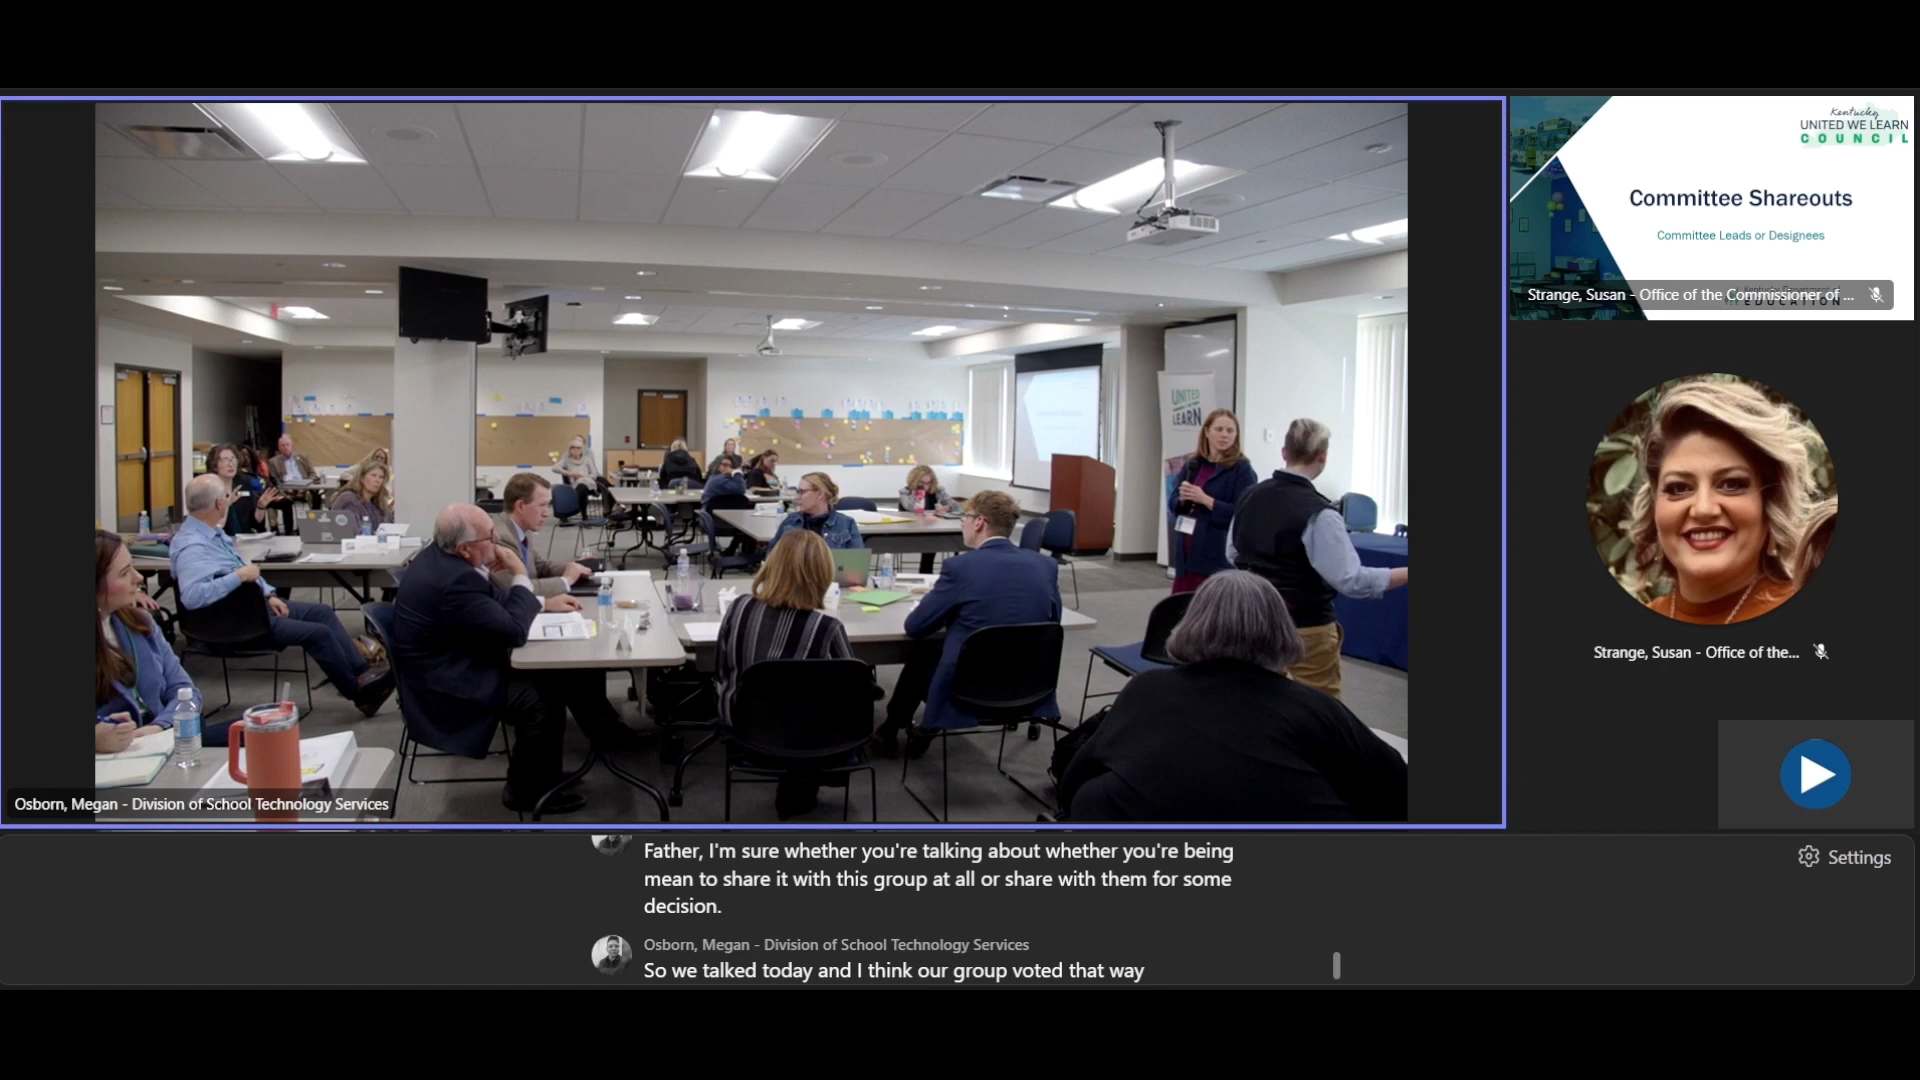 Kentucky
UNITED WE LEARN
COUNCIL
Committee Shareouts
Committee Leads or Designees
Strange, Susan - Office of the Commissioner of ...
EDUCATION
UNITED
LEARN
Strange, Susan - Office of the...
Osborn, Megan - Division of School Technology Services
Father, I'm sure whether you're talking about whether you're being
mean to share it with this group at all or share with them for some
decision.
Settings
Osborn, Megan - Division of School Technology Services
So we talked today and I think our group voted that way